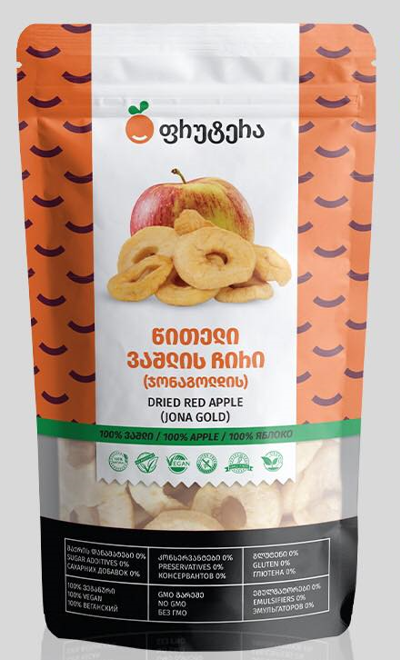 ფრუტერა
წითელი
ვაშლის ჩირი
(ჯონაგოლდის)
DRIED RED APPLE
(JONA GOLD)
100% ვაშლი / 100% APPLE / 100% ЯБЛОКО
VEGAN
შაქრის დანამატები 0%
SUGAR ADDITIVES 0%
САХАРНИХ ДОБАВОК 0%
კონსერვანტები 0%
PRESERVATIVES 0%
КОНСЕРВАНТОВ 0%
გლუტენი 0%
GLUTEN 0%
ГЛЮТЕНА 0%
100% ვეგანური
100% VEGAN
100% ВЕГАНСКИЙ
GMO გარეშე
NO GMO
БЕЗ ГМО
ემულგატორები 0%
EMULSIFIERS 0%
ЭМУЛЬГАТОРОВ 0%